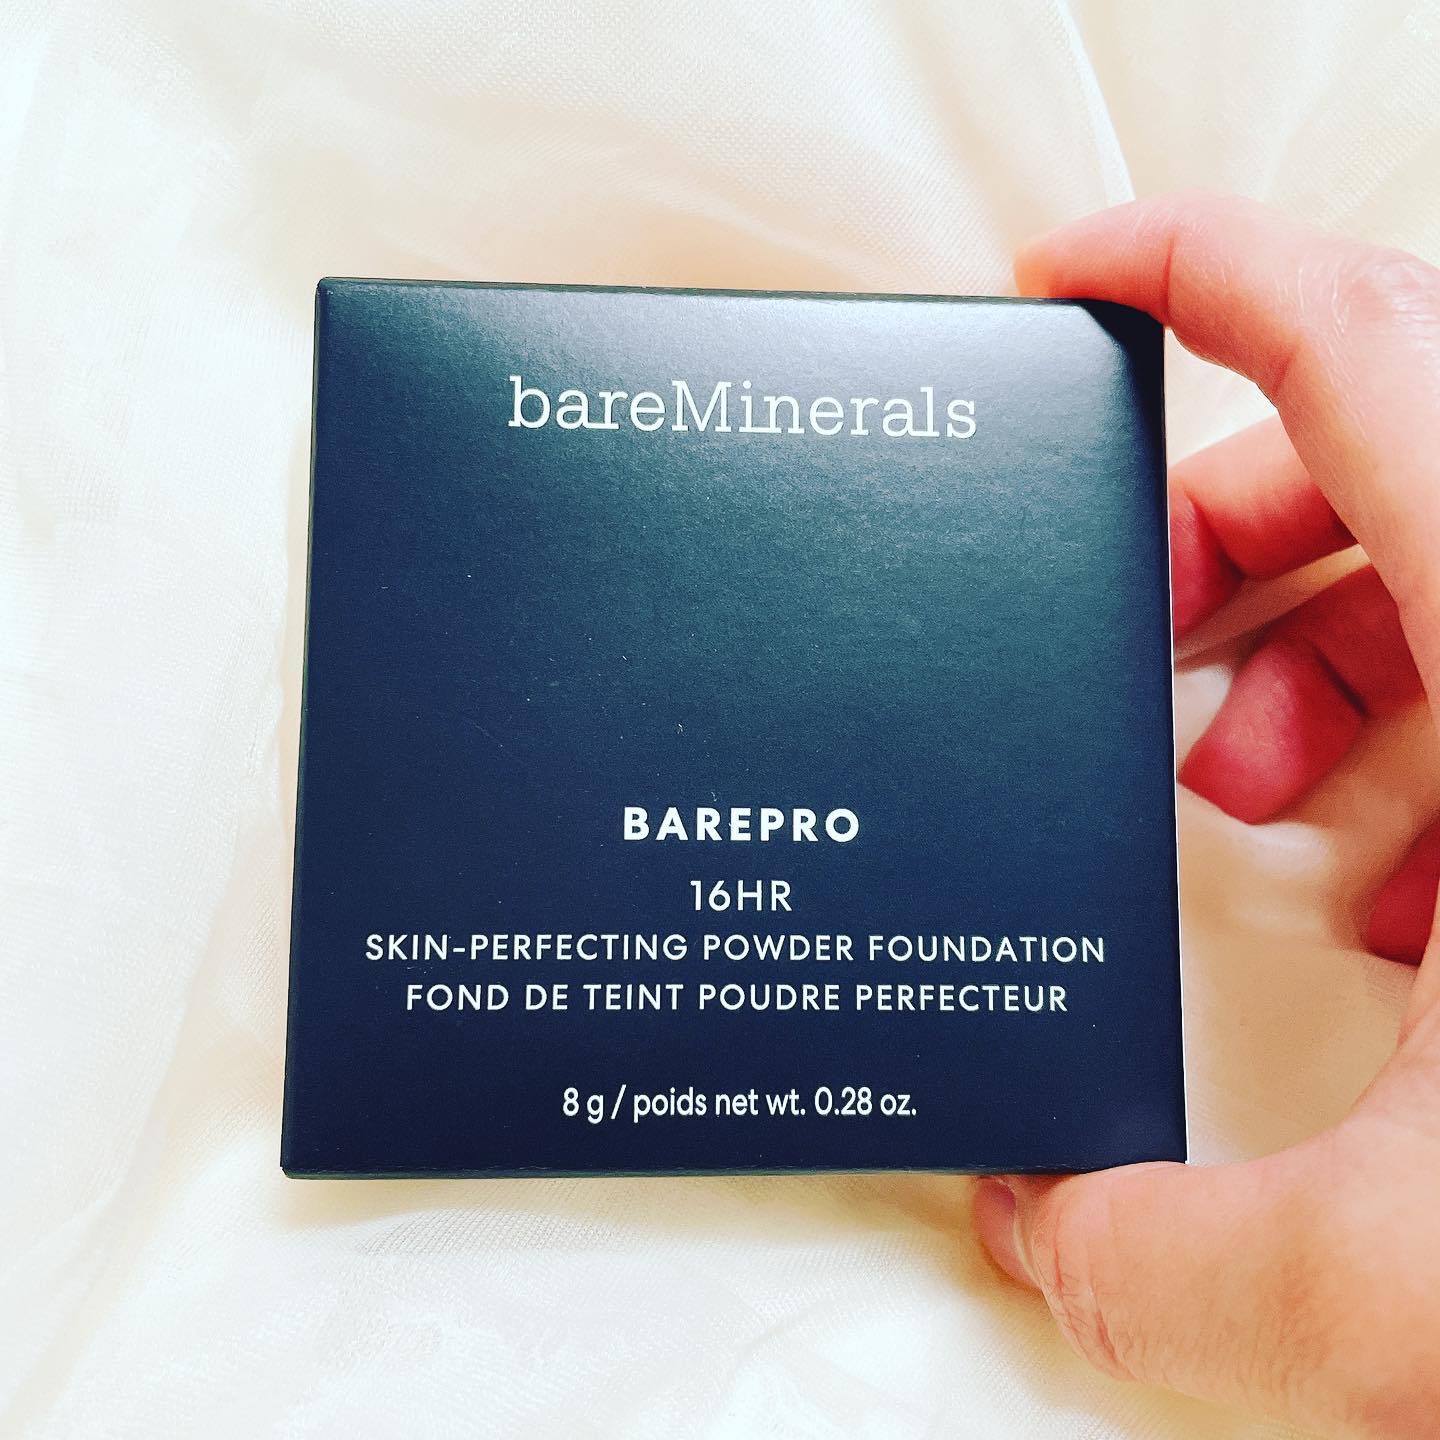 bareMinerals
BAREPRO
16HR
SKIN-PERFECTING POWDER FOUNDATION
FOND DE TEINT POUDRE PERFECTEUR
8 g / poids net wt. 0.28 oz.